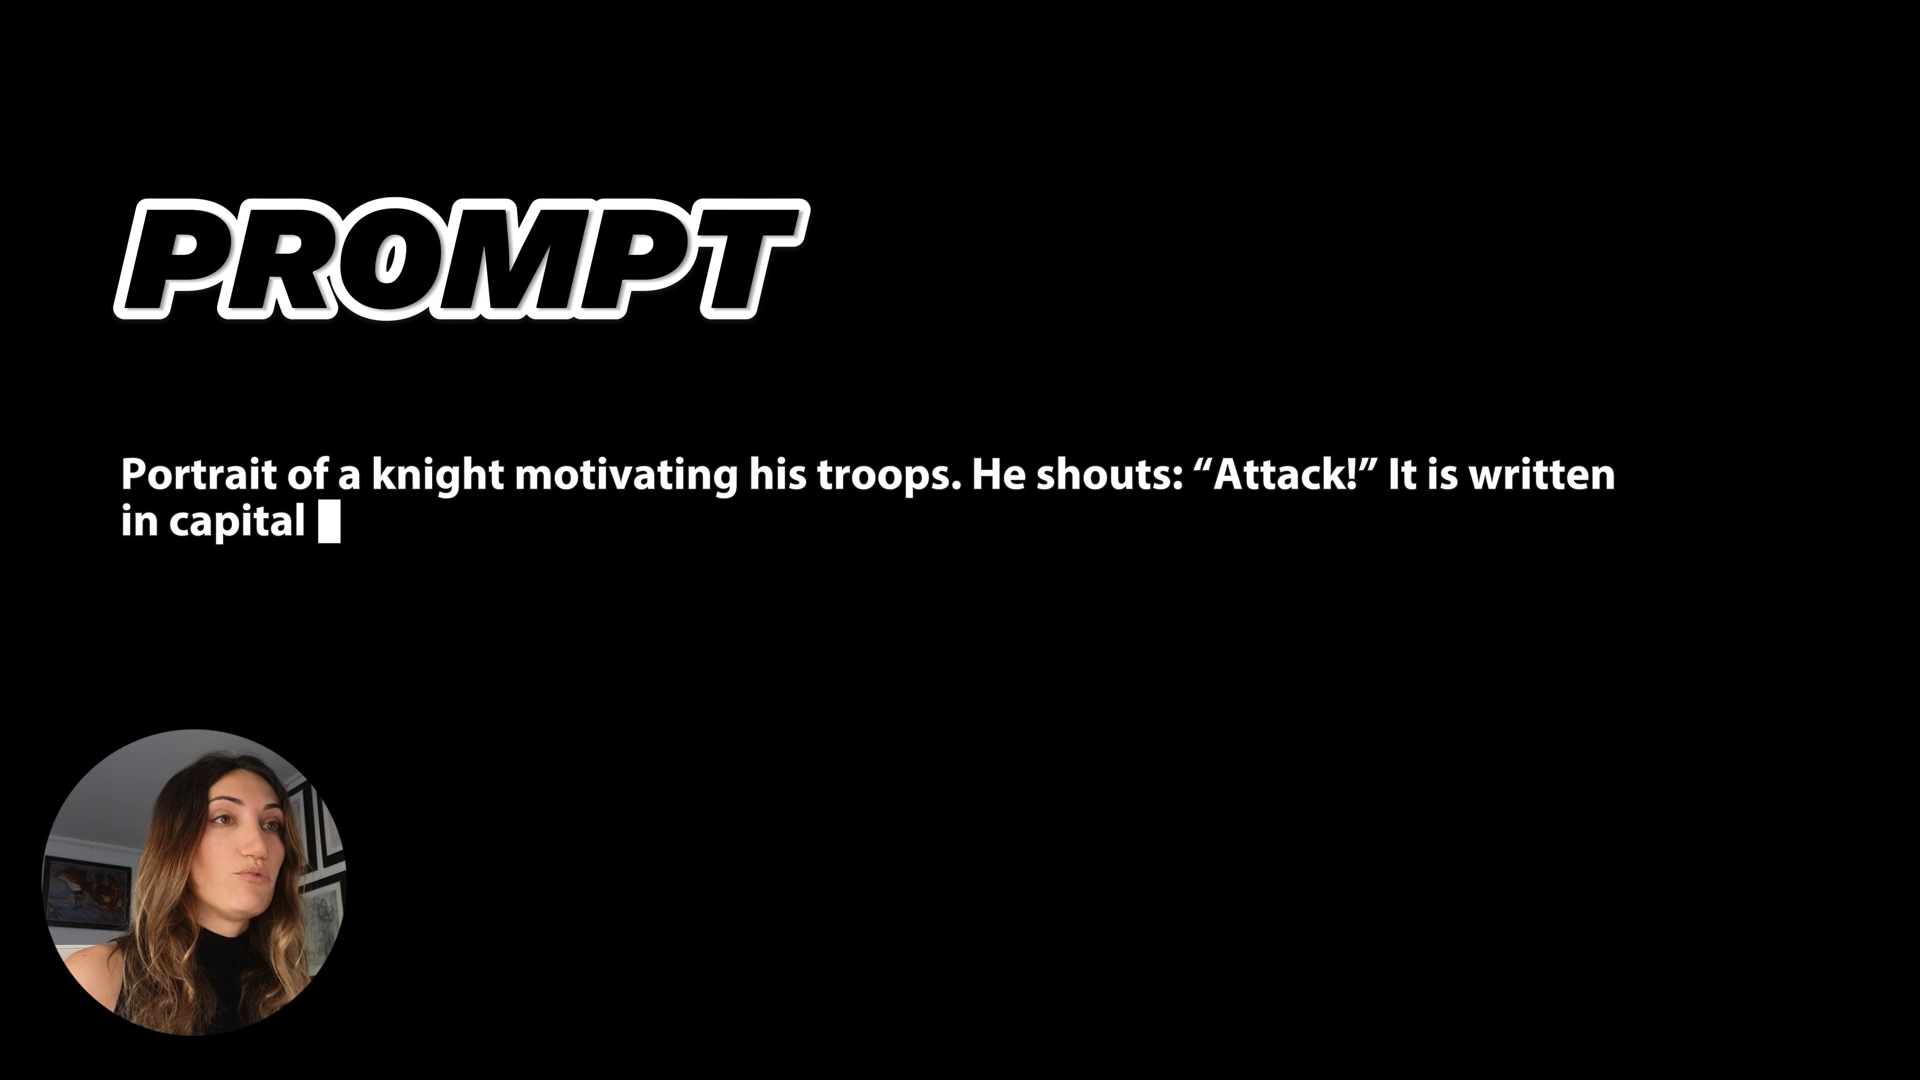 PROMPT
Portrait of a knight motivating his troops. He shouts: “Attack!” It is written
in capital